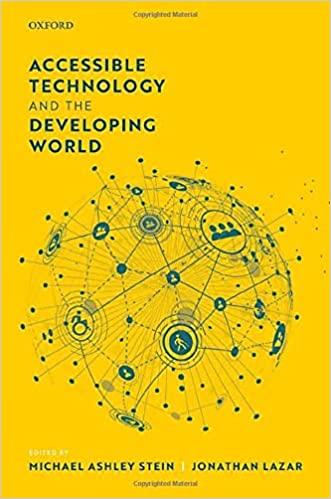 OXFORD
ACCESSIBLE
TECHNOLOGY
AND THE
DEVELOPING
WORLD
EDITED BY
MICHAEL ASHLEY STEIN | JONATHAN LAZAR